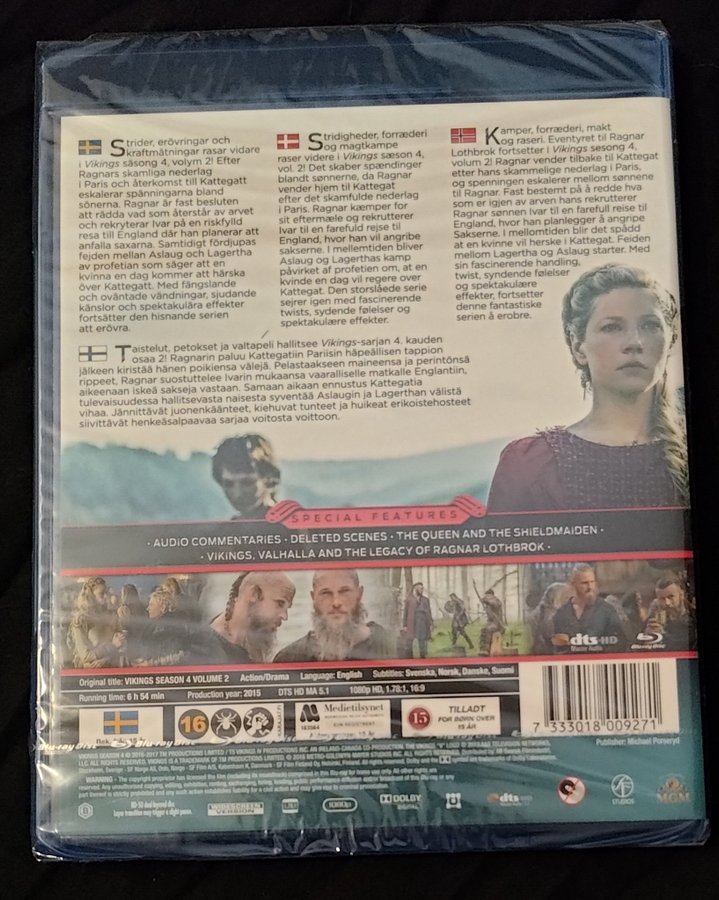 Strider, erövringar och
kraftmätningar rasar vidare
i Vikings säsong 4, volym 2! Efter
Ragnars skamliga nederlag
i Paris och återkomst till Kattegatt
eskalerar spänningarna bland
sönerna. Ragnar är fast besluten
att rädda vad som återstår av arvet
och rekryterar Ivar på en riskfylld
resa till England där han planerar att
anfalla saxarna. Samtidigt fördjupas
fejden mellan Aslaug och Lagertha
av profetian som säger att en
kvinna en dag kommer att härska
över Kattegatt. Med fängslande
och oväntade vändningar, sjudande
känslor och spektakulära effekter
fortsätter den hisnande serien
att erövra.
Stridigheder, forræderi
og magtkampe
raser videre i Vikings sæson 4,
vol. 2! Det skaber spændinger
blandt sønnerne, da Ragnar
vender hjem til Kattegat
efter det skamfulde nederlag
i Paris. Ragnar kæmper for
sit eftermæle og rekrutterer
Ivar til en farefuld rejse til
England, hvor han vil angribe
sakserne. I mellemtiden bliver
Aslaug og Lagerthas kamp
påvirket af profetien om, at en
kvinde en dag vil regere over
Kattegat. Den storslåede serie
sejrer igen med fascinerende
twists, sydende følelser og
spektakulære effekter.
Kamper, forræderi, makt
og raseri. Eventyret til Ragnar
Lothbrok fortsetter i Vikings sesong 4,
volum 2! Ragnar vender tilbake til Kattegat
etter hans skammelige nederlag i Paris,
og spenningen eskalerer mellom sønnene
til Ragnar. Fast bestemt på å redde hva
som er igjen av arven hans rekrutterer
Ragnar sønnen Ivar til en farefull reise til
England, hvor han planlegger å angripe
Sakserne. I mellomtiden blir det spådd
at en kvinne vil herske i Kattegat. Feiden
mellom Lagertha og Aslaug starter. Med
sin fascinerende handling,
twist, sydende følelser
og spektakulære
effekter, fortsetter
denne fantastiske
serien å erobre.
Taistelut, petokset ja valtapeli hallitsee Vikings-sarjan 4. kauden
osaa 2! Ragnarin paluu Kattegatiin Pariisin häpeällisen tappion
jälkeen kiristää hänen poikiensa välejä. Pelastaakseen maineensa ja perintönsä
rippeet, Ragnar suostuttelee Ivarin mukaansa vaaralliselle matkalle Englantiin,
aikeenaan iskeä sakseja vastaan. Samaan aikaan ennustus Kattegatia
tulevaisuudessa hallitsevasta naisesta syventää Aslaugin ja Lagerthan välistä
vihaa. Jännittävät juonenkäänteet, kiehuvat tunteet ja huikeat erikoistehosteet
siivittävät henkeäsalpaavaa sarjaa voitosta voittoon.
SPECIAL FEATURES
· AUDIO COMMENTARIES · DELETED SCENES · THE QUEEN AND THE SHIELDMAIDEN ·
· VIKINGS, VALHALLA AND THE LEGACY OF RAGNAR LOTHBROK ·
dts-HD
Master Audio
Blu-ray Disc
Original title: VIKINGS SEASON 4 VOLUME 2 Action/Drama Language: English Subtitles: Svenska, Norsk, Danske, Suomi
Running time: 6 h 54 min Production year: 2015 DTS HD MA 5.1 1080p HD, 1.78:1, 16:9
16
Medietilsynet
15
TILLADT
FOR BØRN OVER
15 ÅR
7 333018 009271
Publisher: Michael Porseryd
WIDESCREEN
VERSION
1080p
DOLBY
DIGITAL
dts
SF
STUDIOS
MGM